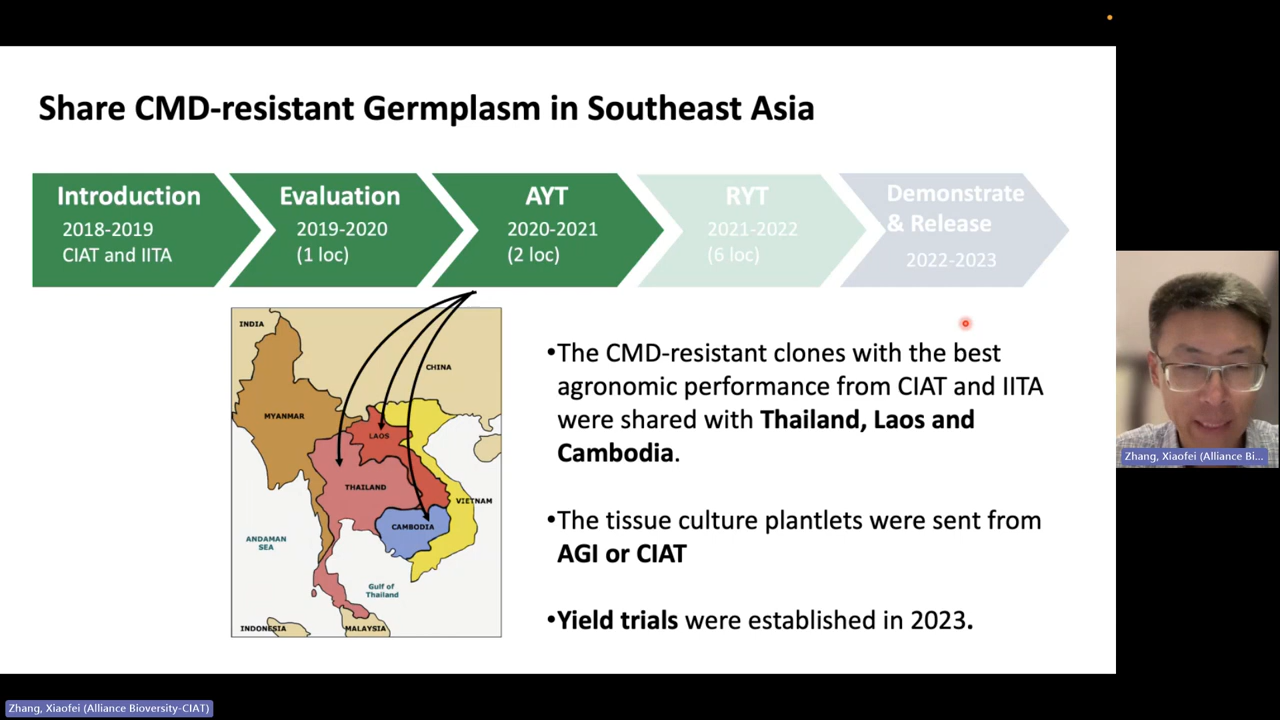 Share CMD-resistant Germplasm in Southeast Asia
Introduction
2018-2019
CIAT and IITA
Evaluation
2019-2020
(1 loc)
AYT
2020-2021
(2 loc)
RYT
2021-2022
(6 loc)
Demonstrate
& Release
2022-2023
INDIA
CHINA
MYANMAR
LAOS
THAILAND
VIETNAM
CAMBODIA
ANDAMAN
SEA
Gulf of
Thailand
INDONESIA
MALAYSIA
•The CMD-resistant clones with the best
agronomic performance from CIAT and IITA
were shared with Thailand, Laos and
Cambodia.
•The tissue culture plantlets were sent from
AGI or CIAT
•Yield trials were established in 2023.
Zhang, Xiaofei (Alliance Bi...
Zhang, Xiaofei (Alliance Bioversity-CIAT)